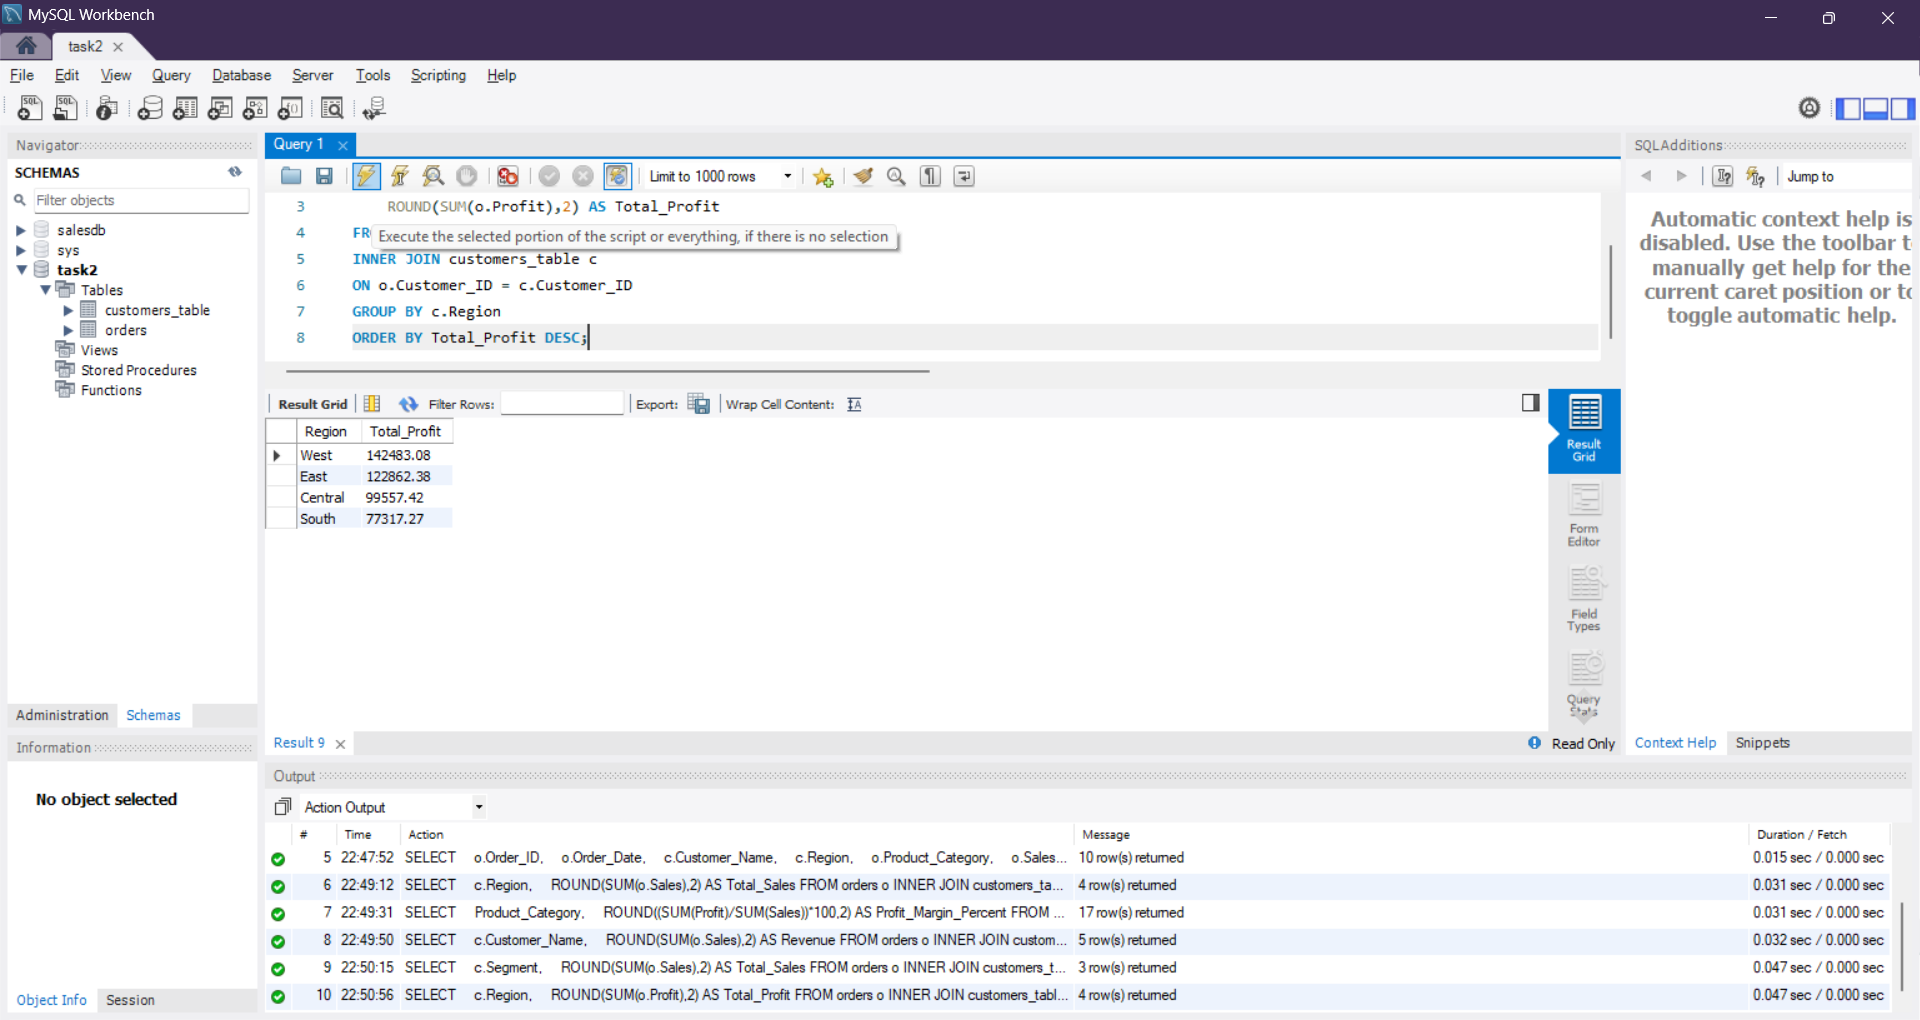 MySQL Workbench
task2
File Edit View Query Database Server Tools Scripting Help
Navigator
SCHEMAS
Filter objects
salesdb
sys
task2
Tables
customers_table
orders
Views
Stored Procedures
Functions
Administration Schemas
Information
No object selected
Object Info Session
Query 1
Limit to 1000 rows
3 ROUND(SUM(o.Profit),2) AS Total_Profit
4 FR
Execute the selected portion of the script or everything, if there is no selection
5 INNER JOIN customers_table c
6 ON o.Customer_ID = c.Customer_ID
7 GROUP BY c.Region
8 ORDER BY Total_Profit DESC;
Result Grid Filter Rows: Export: Wrap Cell Content:
Region Total_Profit
West 142483.08
East 122862.38
Central 99557.42
South 77317.27
Result
Grid
Form
Editor
Field
Types
Query
Stats
Result 9
Read Only
SQLAdditions
Jump to
Automatic context help is
disabled. Use the toolbar t
manually get help for the
current caret position or to
toggle automatic help.
Context Help Snippets
Output
Action Output
# Time Action Message Duration / Fetch
5 22:47:52 SELECT o.Order_ID, o.Order_Date, c.Customer_Name, c.Region, o.Product_Category, o.Sales... 10 row(s) returned 0.015 sec / 0.000 sec
6 22:49:12 SELECT c.Region, ROUND(SUM(o.Sales),2) AS Total_Sales FROM orders o INNER JOIN customers_ta... 4 row(s) returned 0.031 sec / 0.000 sec
7 22:49:31 SELECT Product_Category, ROUND((SUM(Profit)/SUM(Sales))*100,2) AS Profit_Margin_Percent FROM ... 17 row(s) returned 0.031 sec / 0.000 sec
8 22:49:50 SELECT c.Customer_Name, ROUND(SUM(o.Sales),2) AS Revenue FROM orders o INNER JOIN custom... 5 row(s) returned 0.032 sec / 0.000 sec
9 22:50:15 SELECT c.Segment, ROUND(SUM(o.Sales),2) AS Total_Sales FROM orders o INNER JOIN customers_t... 3 row(s) returned 0.047 sec / 0.000 sec
10 22:50:56 SELECT c.Region, ROUND(SUM(o.Profit),2) AS Total_Profit FROM orders o INNER JOIN customers_tabl... 4 row(s) returned 0.047 sec / 0.000 sec